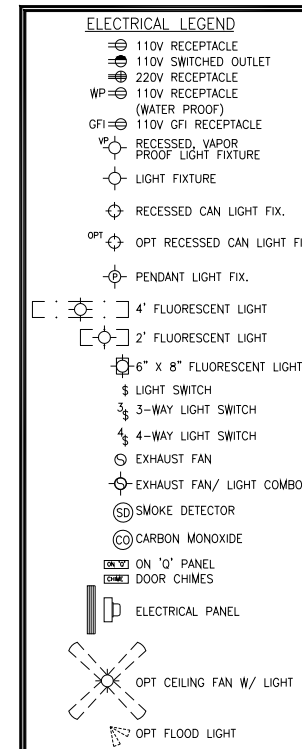 ELECTRICAL LEGEND
110V RECEPTACLE
110V SWITCHED OUTLET
220V RECEPTACLE
WP 110V RECEPTACLE
(WATER PROOF)
GFI 110V GFI RECEPTACLE
VP RECESSED, VAPOR
PROOF LIGHT FIXTURE
LIGHT FIXTURE
RECESSED CAN LIGHT FIX.
OPT OPT RECESSED CAN LIGHT FI
P PENDANT LIGHT FIX.
4' FLUORESCENT LIGHT
2' FLUORESCENT LIGHT
6" X 8" FLUORESCENT LIGHT
$ LIGHT SWITCH
3$ 3-WAY LIGHT SWITCH
4$ 4-WAY LIGHT SWITCH
EXHAUST FAN
EXHAUST FAN/ LIGHT COMBO
SD SMOKE DETECTOR
CO CARBON MONOXIDE
ON 'Q' ON 'Q' PANEL
CHIME DOOR CHIMES
ELECTRICAL PANEL
OPT CEILING FAN W/ LIGHT
OPT FLOOD LIGHT